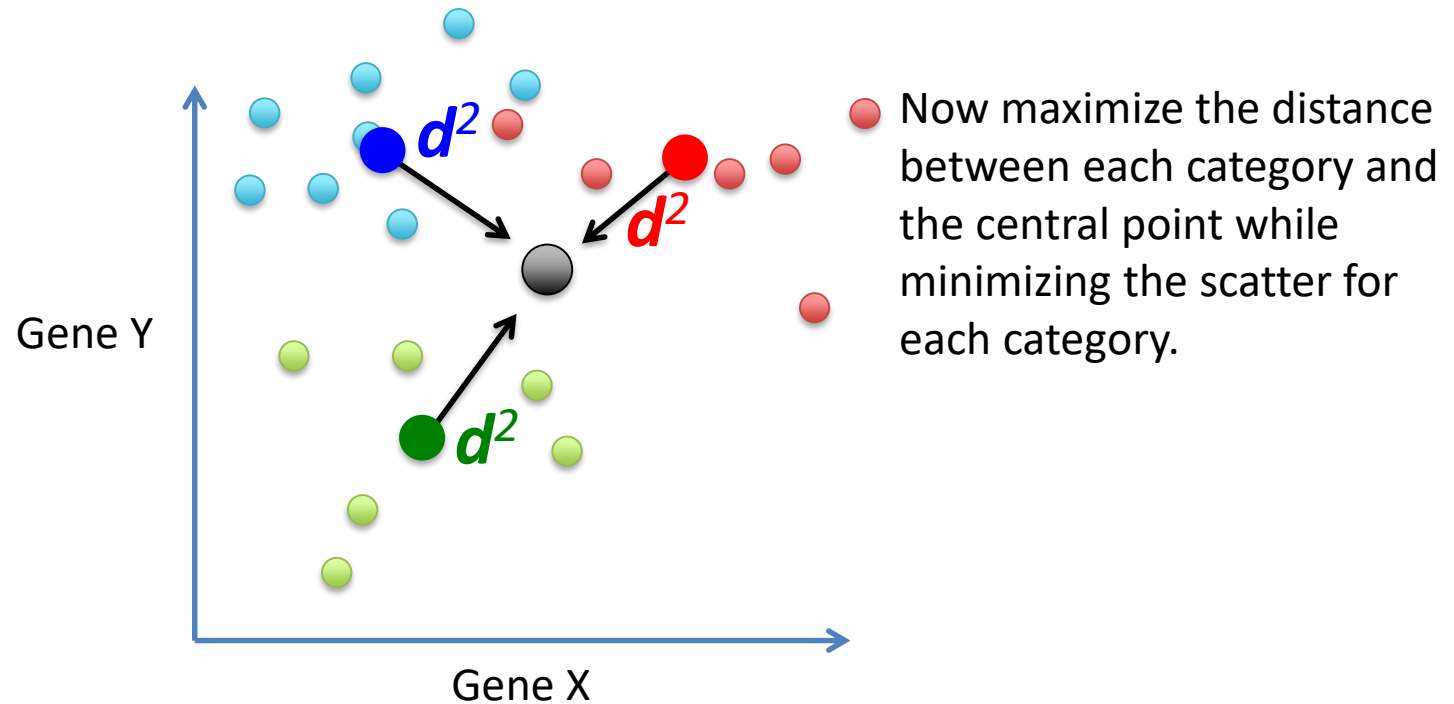 d²
d²
d²
Gene Y
Gene X
Now maximize the distance
between each category and
the central point while
minimizing the scatter for
each category.